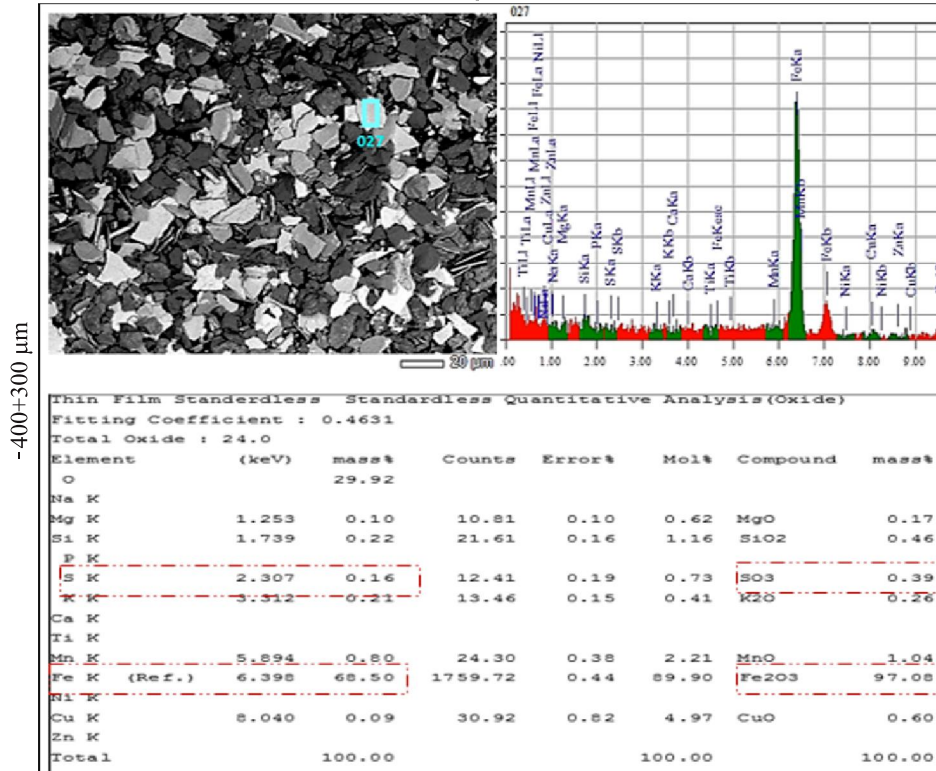 027
-400+300 µm
027
TiLl TiLa MnLl MnLa FeLl FeLa NiLl
CuLa ZnLl ZnLa
NaKa
MgKa
SiKa
PKa
SKa
SKb
KKa
KKb
CaKa
CaKb
TiKa
FeKesc
TiKb
MnKa
FeKa
MnKb
FeKb
NiKa
CuKa
NiKb
ZnKa
CuKb
20 µm
.00 1.00 2.00 3.00 4.00 5.00 6.00 7.00 8.00 9.0
Thin Film Standerdless Standardless Quantitative Analysis(Oxide)
Fitting Coefficient : 0.4631
Total Oxide : 24.0
Element (keV) mass% Counts Error% Mol% Compound mass%
O 29.92
Na K
Mg K 1.253 0.10 10.81 0.10 0.62 MgO 0.17
Si K 1.739 0.22 21.61 0.16 1.16 SiO2 0.46
P K
S K 2.307 0.16 12.41 0.19 0.73 SO3 0.39
K K 3.312 0.21 13.46 0.15 0.41 K2O 0.26
Ca K
Ti K
Mn K 5.894 0.80 24.30 0.38 2.21 MnO 1.04
Fe K (Ref.) 6.398 68.50 1759.72 0.44 89.90 Fe2O3 97.08
Ni K
Cu K 8.040 0.09 30.92 0.82 4.97 CuO 0.60
Zn K
Total 100.00 100.00 100.00